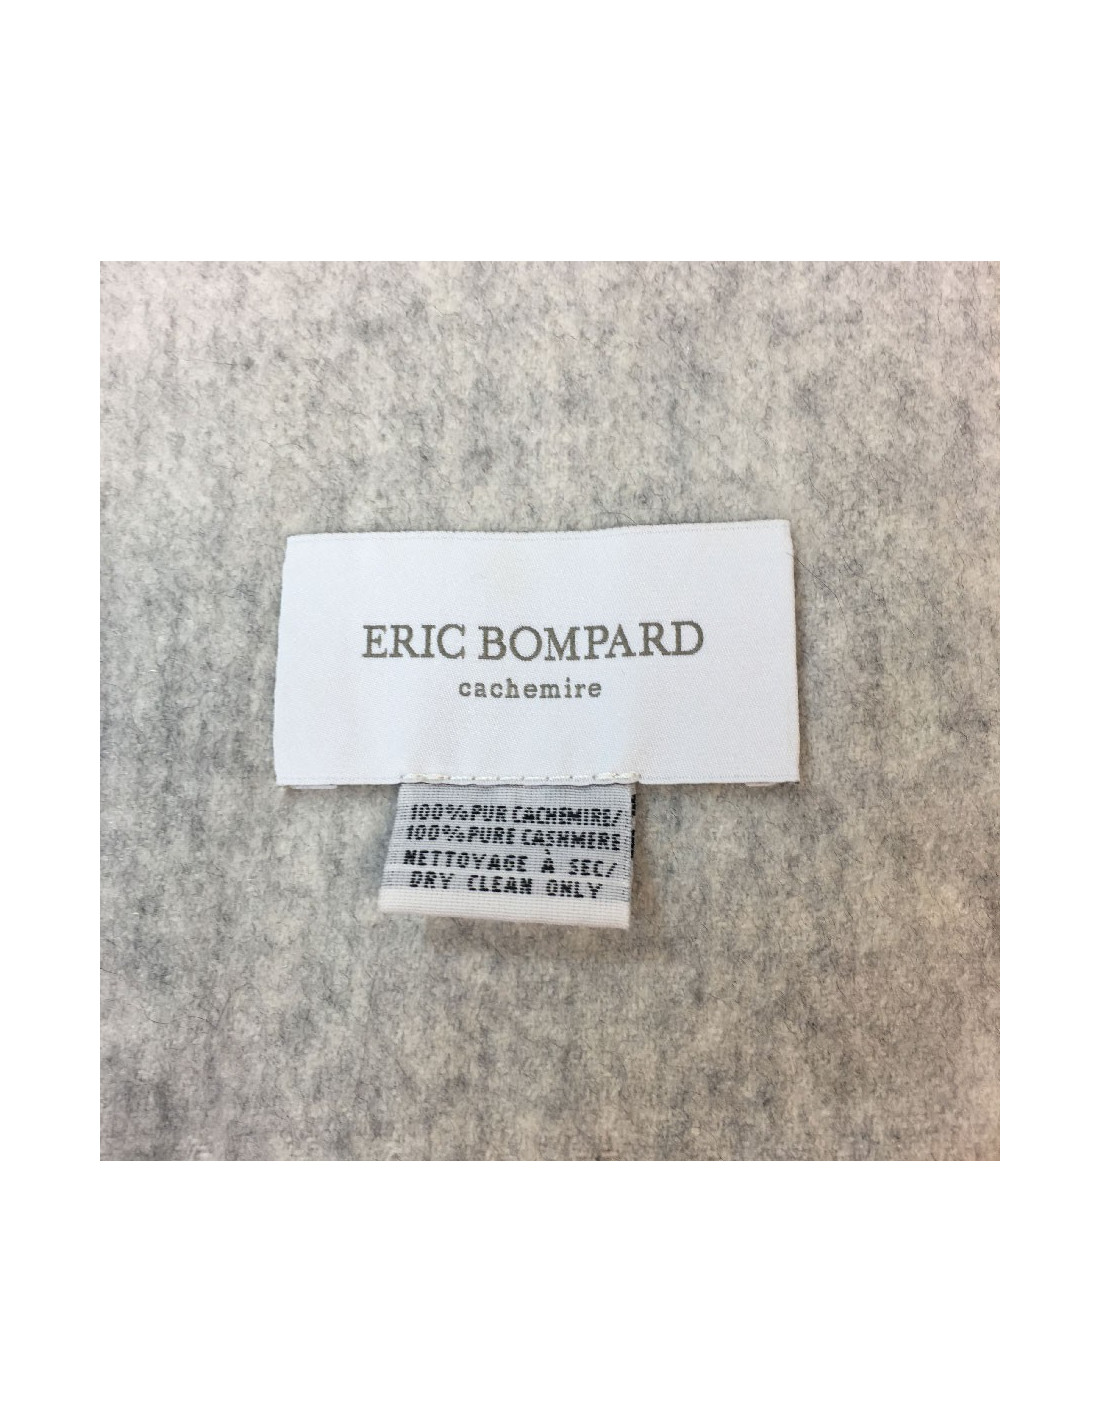 ERIC BOMPARD
cachemire
100% PUR CACHEMIRE/
100% PURE CASHMERE
NETTOYAGE À SEC/
DRY CLEAN ONLY